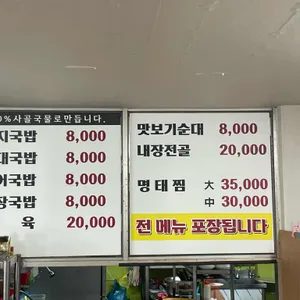 0%사골국물로만듭니다.
지국밥 8,000
대국밥 8,000
어국밥 8,000
장국밥 8,000
육 20,000
맛보기순대 8,000
내장전골 20,000
명태찜 大 35,000
中 30,000
전 메뉴 포장됩니다